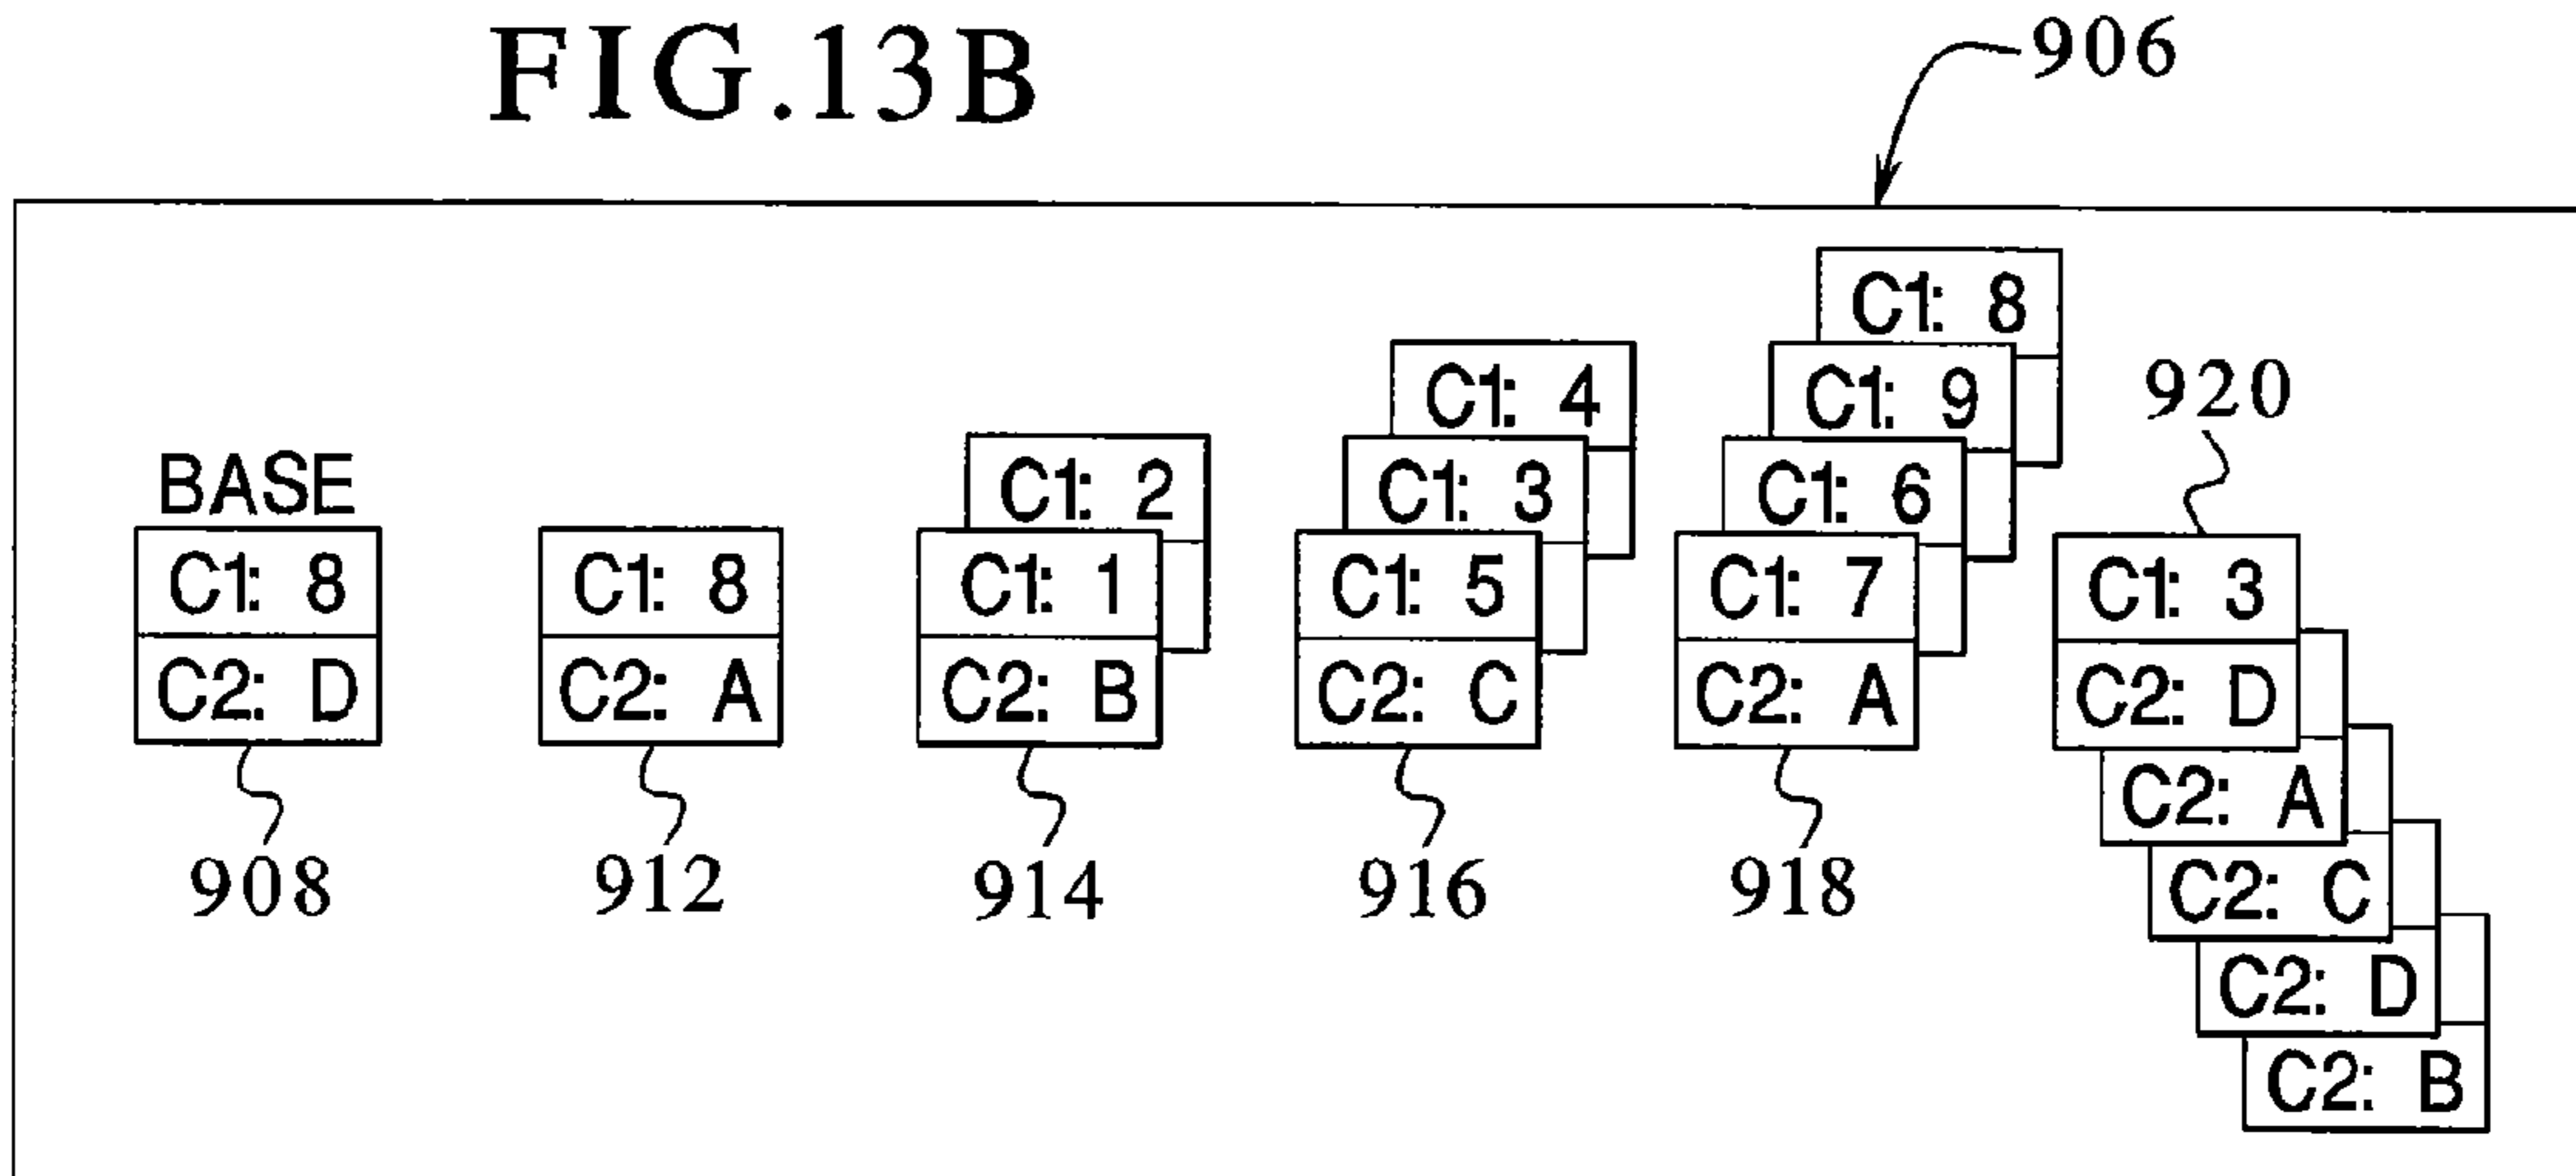 FIG.13B
906
BASE
C1: 8
C2: D
908
C1: 8
C2: A
912
C1: 2
C1: 1
C2: B
914
C1: 4
C1: 3
C1: 5
C2: C
916
C1: 8
C1: 9
C1: 6
C1: 7
C2: A
918
920
C1: 3
C2: D
C2: A
C2: C
C2: D
C2: B